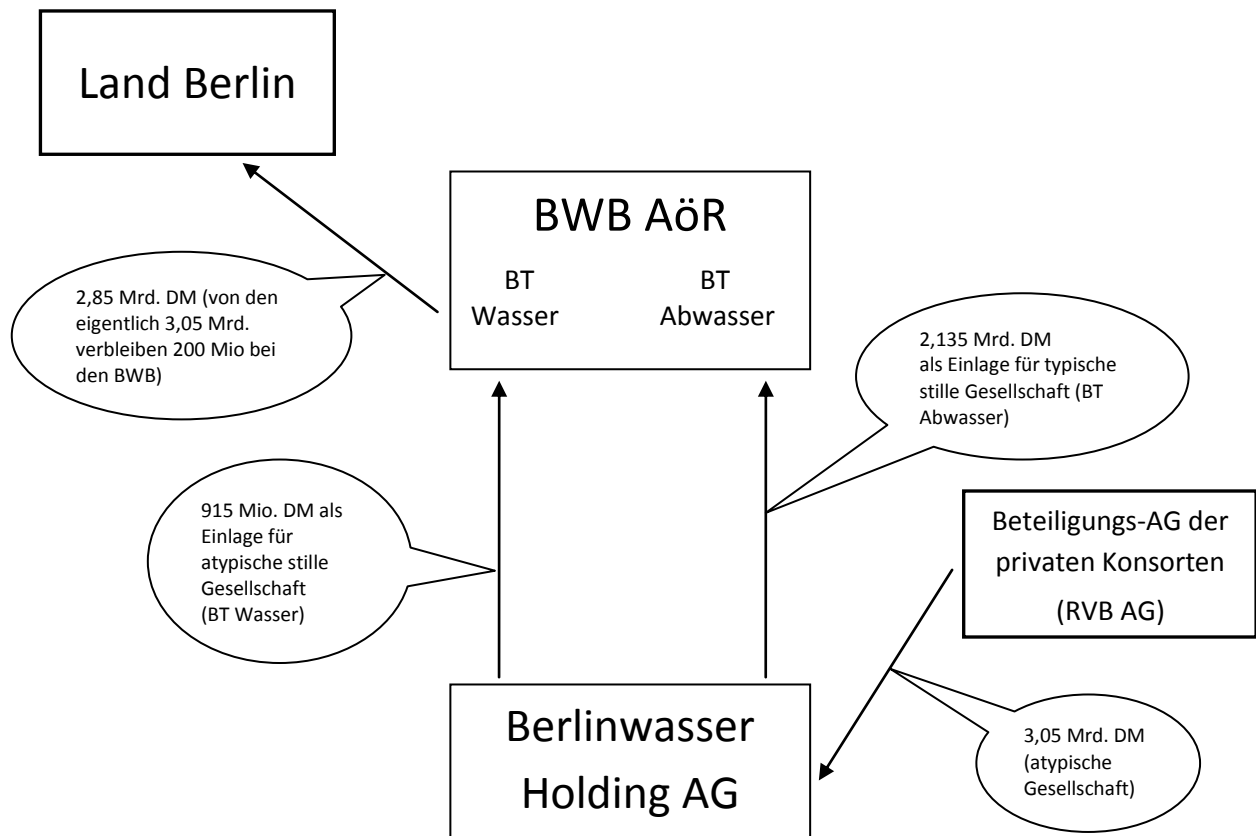 Land Berlin
BWB AöR
BT
Wasser
BT
Abwasser
2,85 Mrd. DM (von den
eigentlich 3,05 Mrd.
verbleiben 200 Mio bei
den BWB)
2,135 Mrd. DM
als Einlage für typische
stille Gesellschaft (BT
Abwasser)
915 Mio. DM als
Einlage für
atypische stille
Gesellschaft
(BT Wasser)
Beteiligungs-AG der
privaten Konsorten
(RVB AG)
Berlinwasser
Holding AG
3,05 Mrd. DM
(atypische
Gesellschaft)